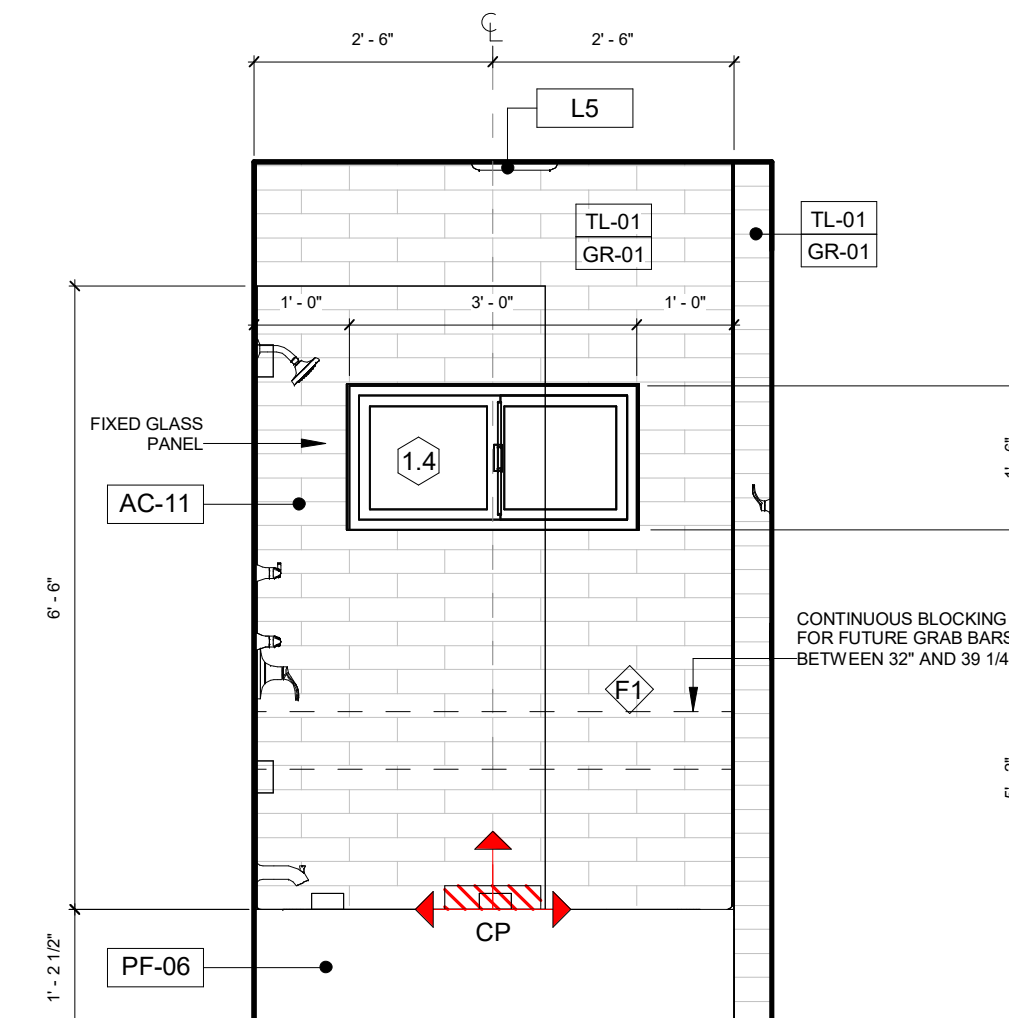 ℄
2' - 6"
2' - 6"
L5
TL-01
GR-01
TL-01
GR-01
1' - 0"
3' - 0"
1' - 0"
FIXED GLASS
PANEL
1.4
AC-11
6' - 6"
CONTINUOUS BLOCKING
FOR FUTURE GRAB BARS
BETWEEN 32" AND 39 1/4
F1
CP
PF-06
1' - 2 1/2"